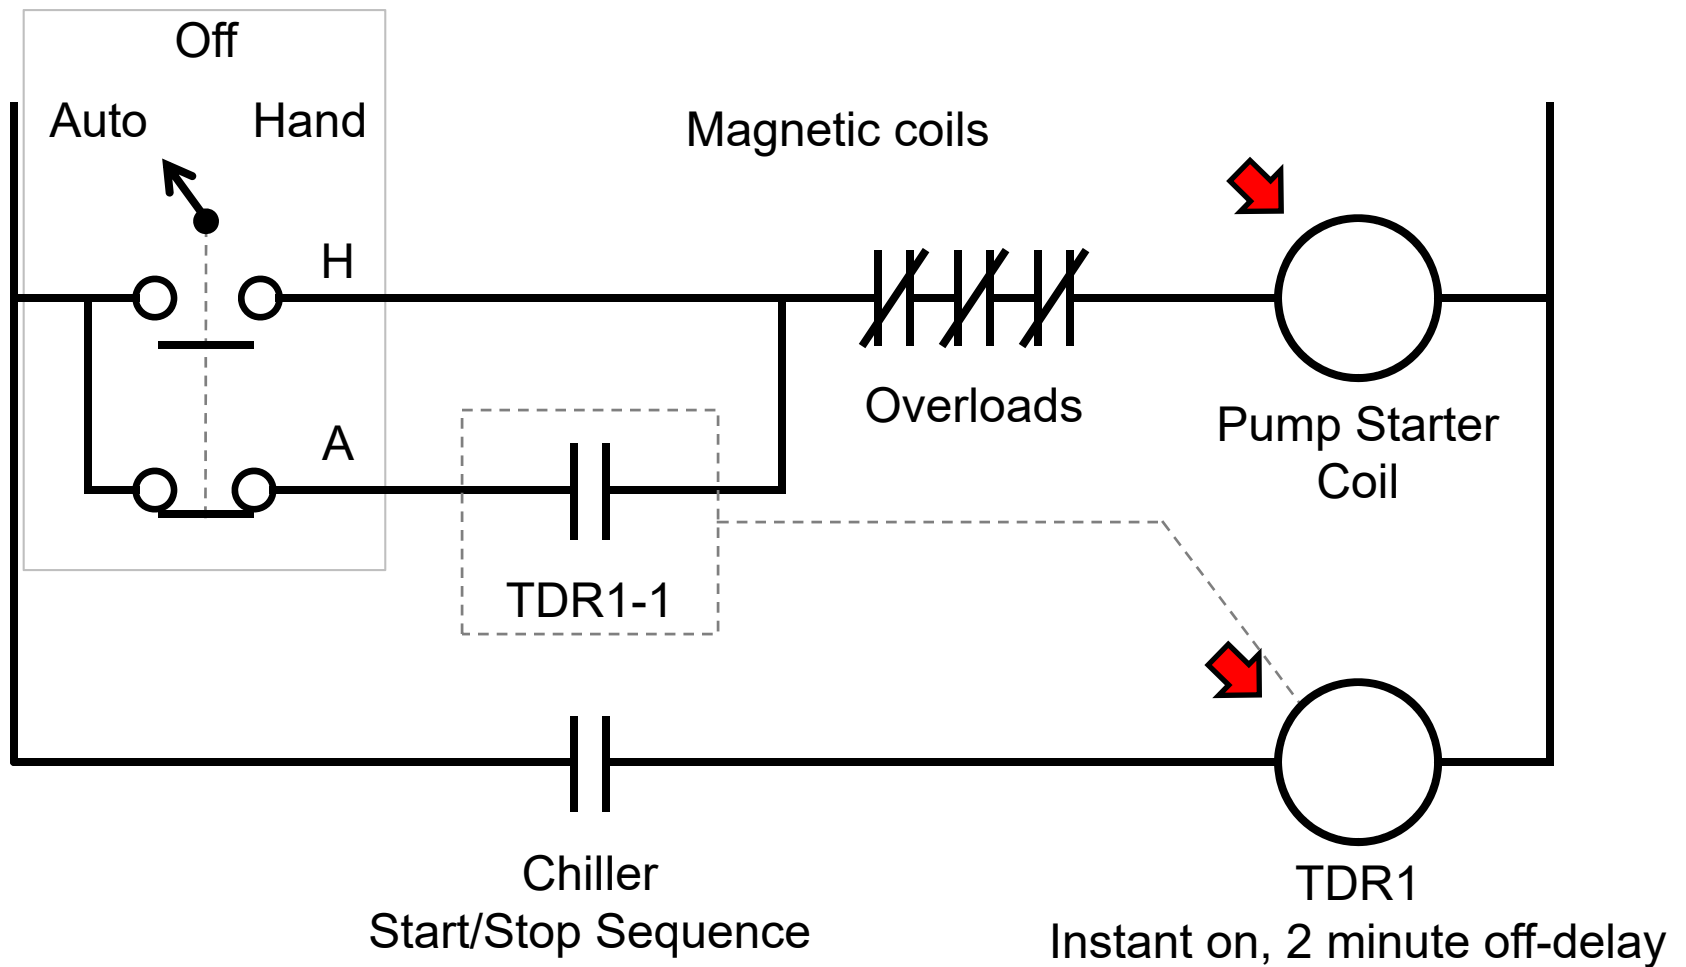 Off
Auto
Hand
Magnetic coils
H
A
Overloads
Pump Starter
Coil
TDR1-1
Chiller
Start/Stop Sequence
TDR1
Instant on, 2 minute off-delay